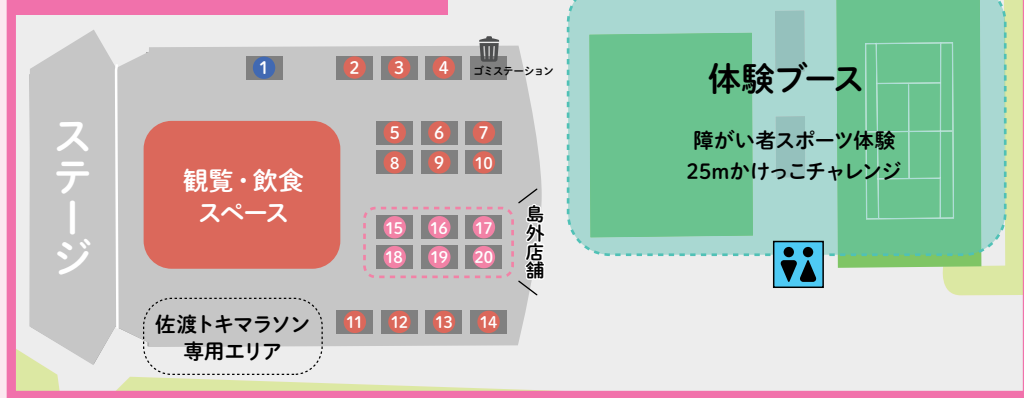 ステージ
1
2
3
4
ゴミステーション
5
6
7
8
9
10
観覧・飲食
スペース
15
16
17
18
19
20
島外店舗
佐渡トキマラソン
専用エリア
11
12
13
14
体験ブース
障がい者スポーツ体験
25mかけっこチャレンジ